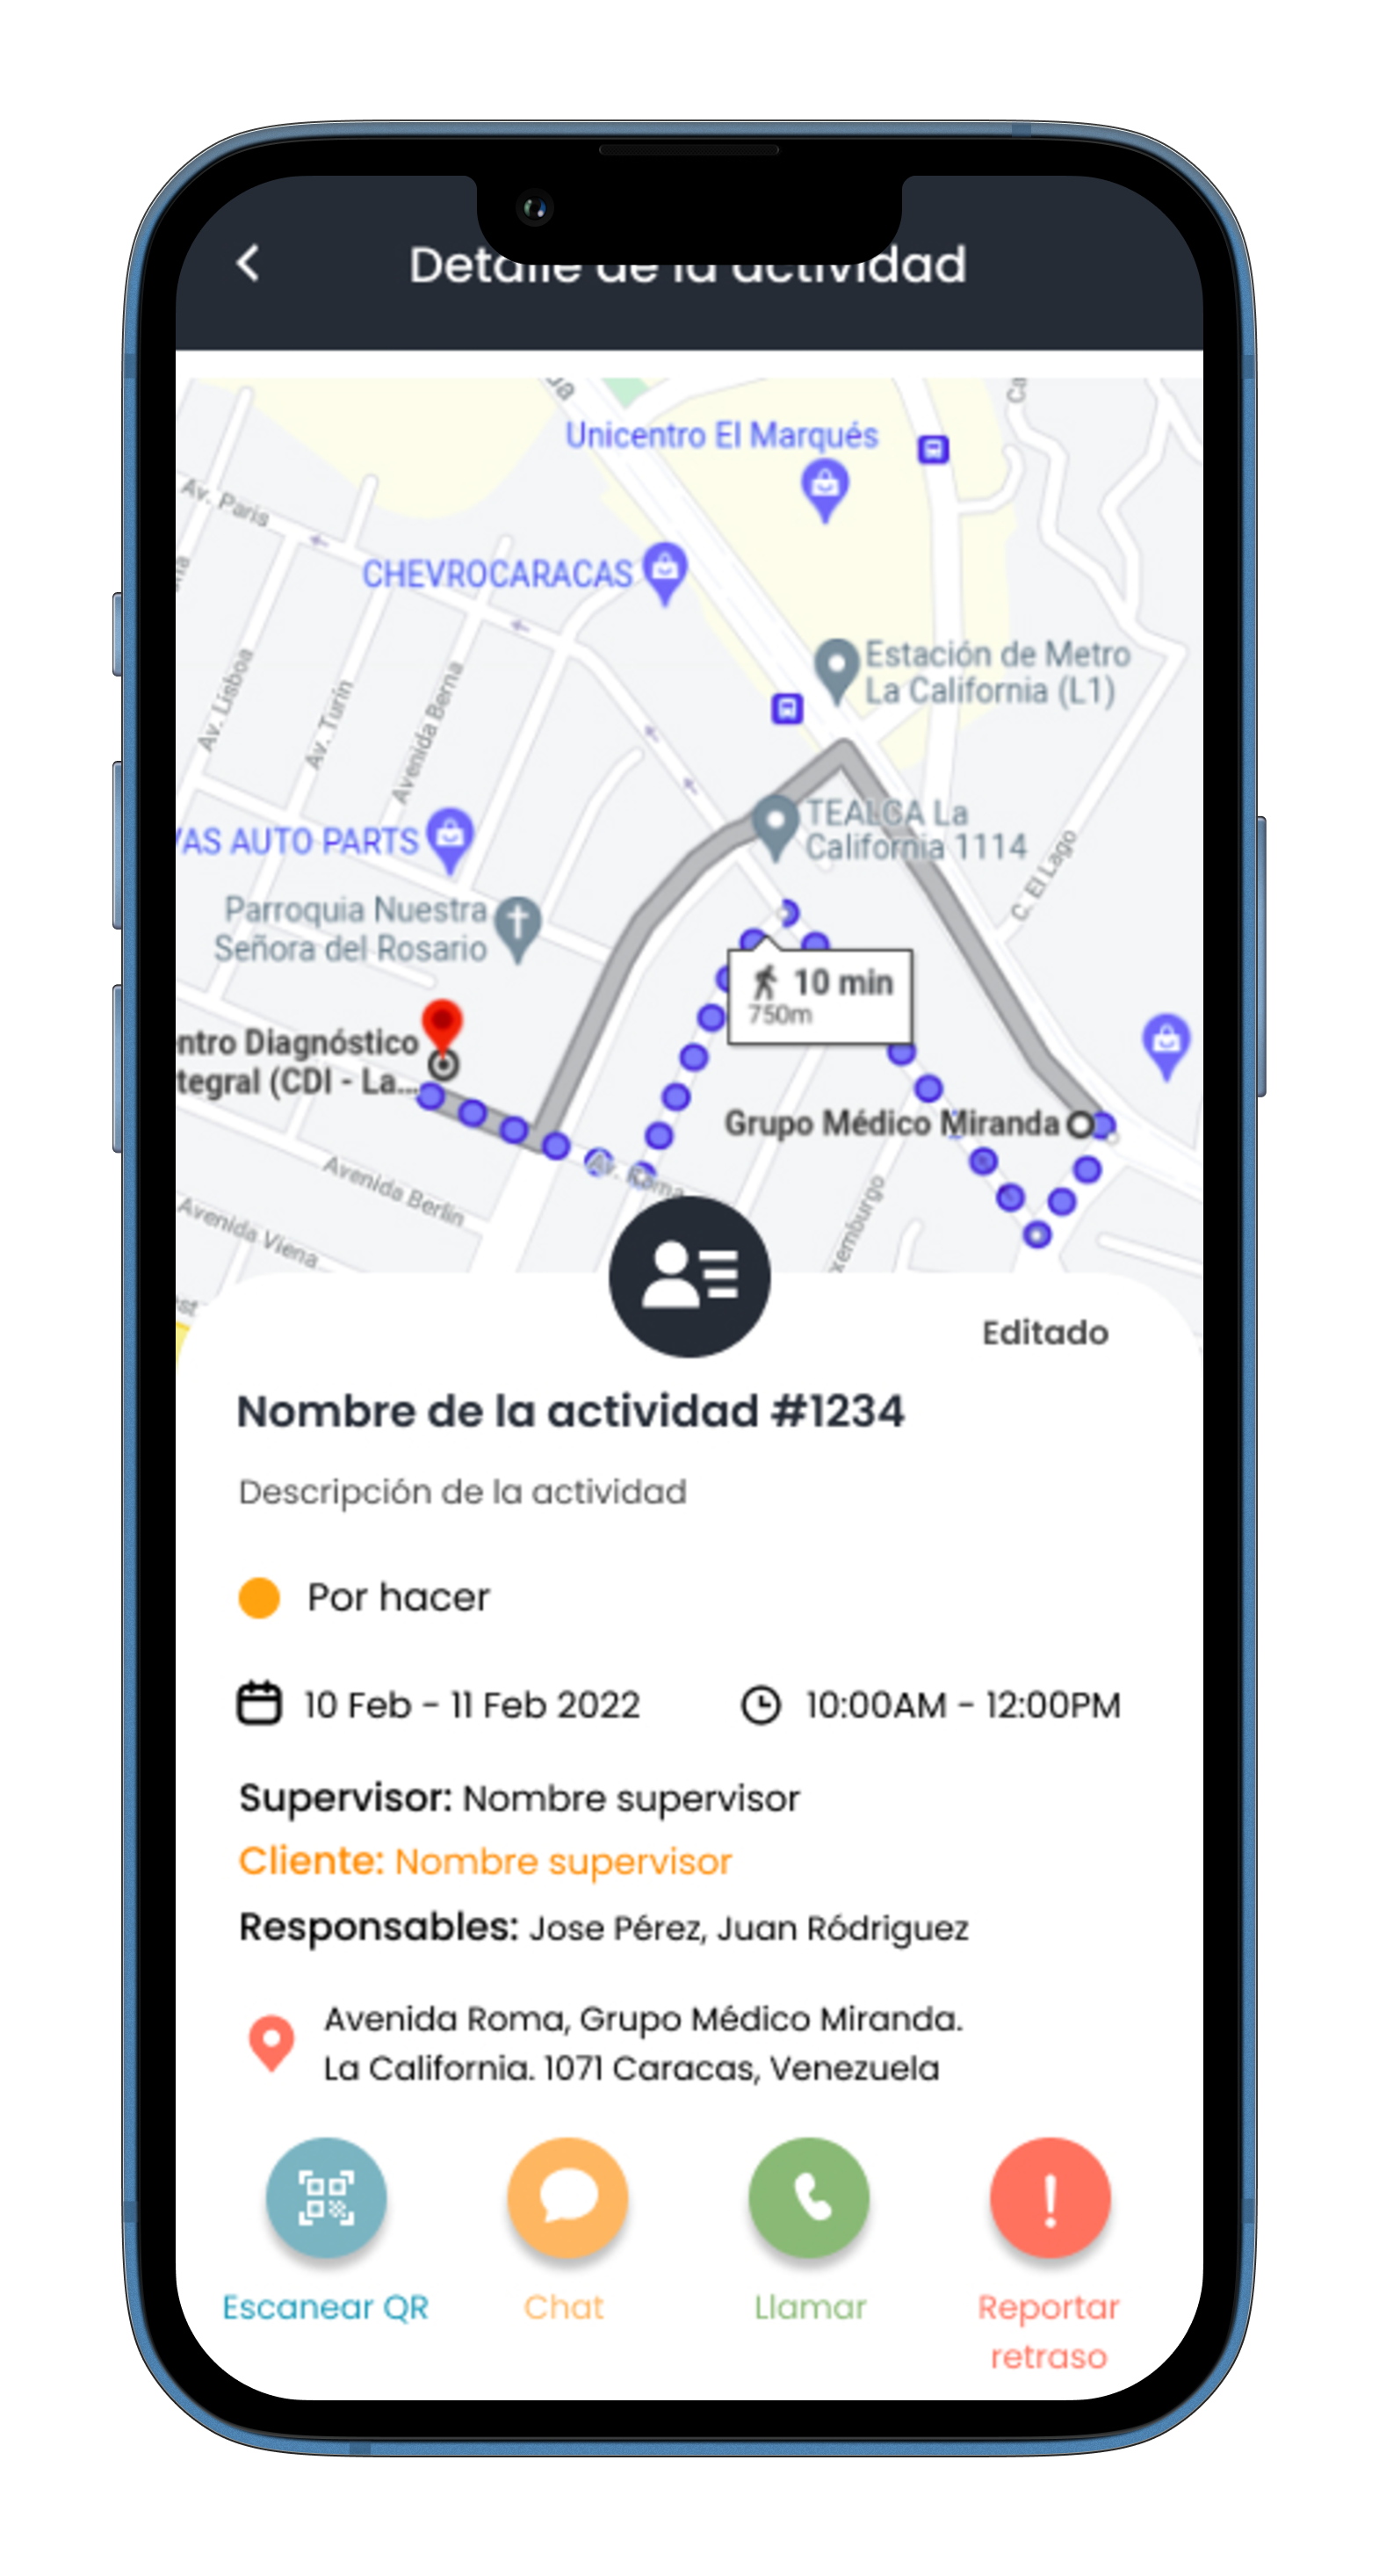 Detalle de la actividad
Unicentro El Marqués
Av. Paris
CHEVROCARACAS
Estación de Metro
La California (L1)
Av. Lisboa
Av. Turín
Avenida Berna
TEALCA La
California 1114
VAS AUTO PARTS
C. El Lago
Parroquia Nuestra
Señora del Rosario
10 min
750m
ntro Diagnóstico
tegral (CDI - La...
Grupo Médico Miranda
Av. Roma
Avenida Berlin
Avenida Viena
xemburgo
Editado
Nombre de la actividad #1234
Descripción de la actividad
Por hacer
10 Feb - 11 Feb 2022
10:00AM - 12:00PM
Supervisor: Nombre supervisor
Cliente: Nombre supervisor
Responsables: Jose Pérez, Juan Ródriguez
Avenida Roma, Grupo Médico Miranda.
La California. 1071 Caracas, Venezuela
Escanear QR
Chat
Llamar
Reportar
retraso